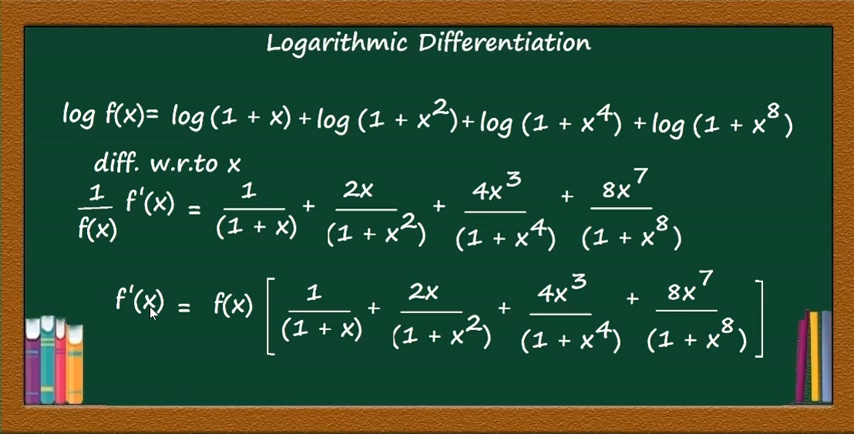 Logarithmic Differentiation
log f(x)= log (1 + x) + log (1 + x²) + log (1 + x⁴) + log (1 + x⁸)
diff. w.r.to x
1/f(x) f'(x) = 1/(1 + x) + 2x/(1 + x²) + 4x³/(1 + x⁴) + 8x⁷/(1 + x⁸)
f'(x) = f(x) [ 1/(1 + x) + 2x/(1 + x²) + 4x³/(1 + x⁴) + 8x⁷/(1 + x⁸) ]